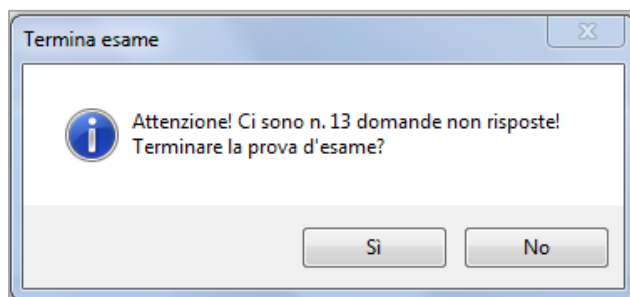 Termina esame
Attenzione! Ci sono n. 13 domande non risposte!
Terminare la prova d'esame?
Sì
No